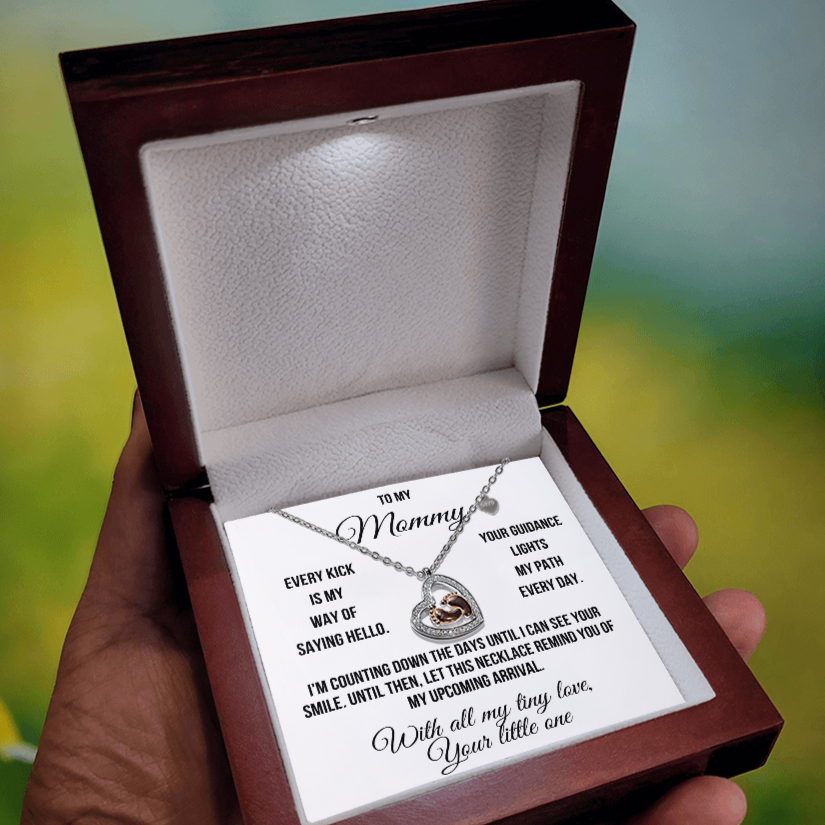 TO MY
Mommy
EVERY KICK
IS MY
WAY OF
SAYING HELLO.
YOUR GUIDANCE
LIGHTS
MY PATH
EVERY DAY.
I'M COUNTING DOWN THE DAYS UNTIL I CAN SEE YOUR
SMILE. UNTIL THEN, LET THIS NECKLACE REMIND YOU OF
MY UPCOMING ARRIVAL.
With all my tiny love,
Your little one